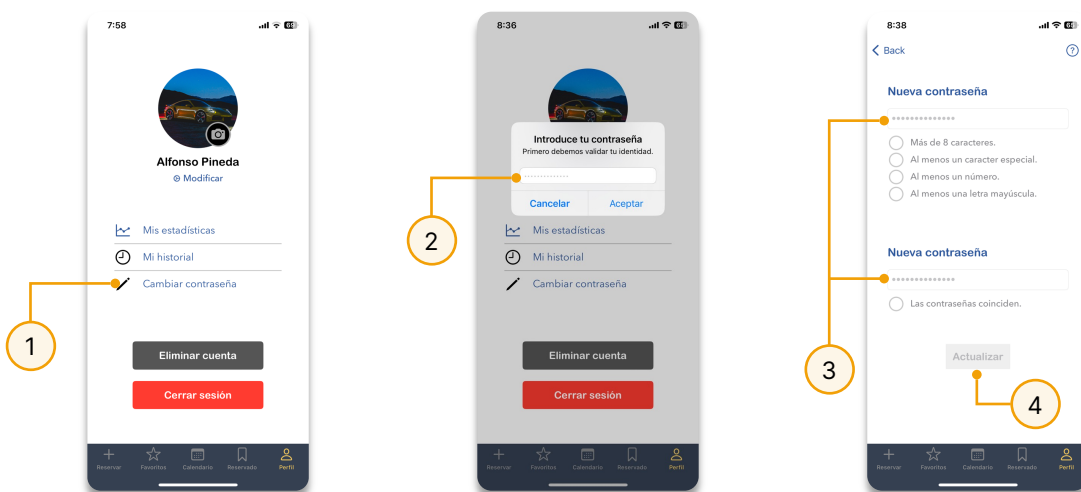 7:58
69
Alfonso Pineda
Modificar
Mis estadísticas
Mi historial
Cambiar contraseña
1
Eliminar cuenta
Cerrar sesión
Reservar Favoritos Calendario Reservado Perfil
8:36
Introduce tu contraseña
Primero debemos validar tu identidad.
Cancelar Aceptar
2
Mis estadísticas
Mi historial
Cambiar contraseña
Eliminar cuenta
Cerrar sesión
Reservar Favoritos Calendario Reservado Perfil
8:38
Back ?
Nueva contraseña
Más de 8 caracteres.
Al menos un caracter especial.
Al menos un número.
Al menos una letra mayúscula.
Nueva contraseña
Las contraseñas coinciden.
3
Actualizar
4
Reservar Favoritos Calendario Reservado Perfil